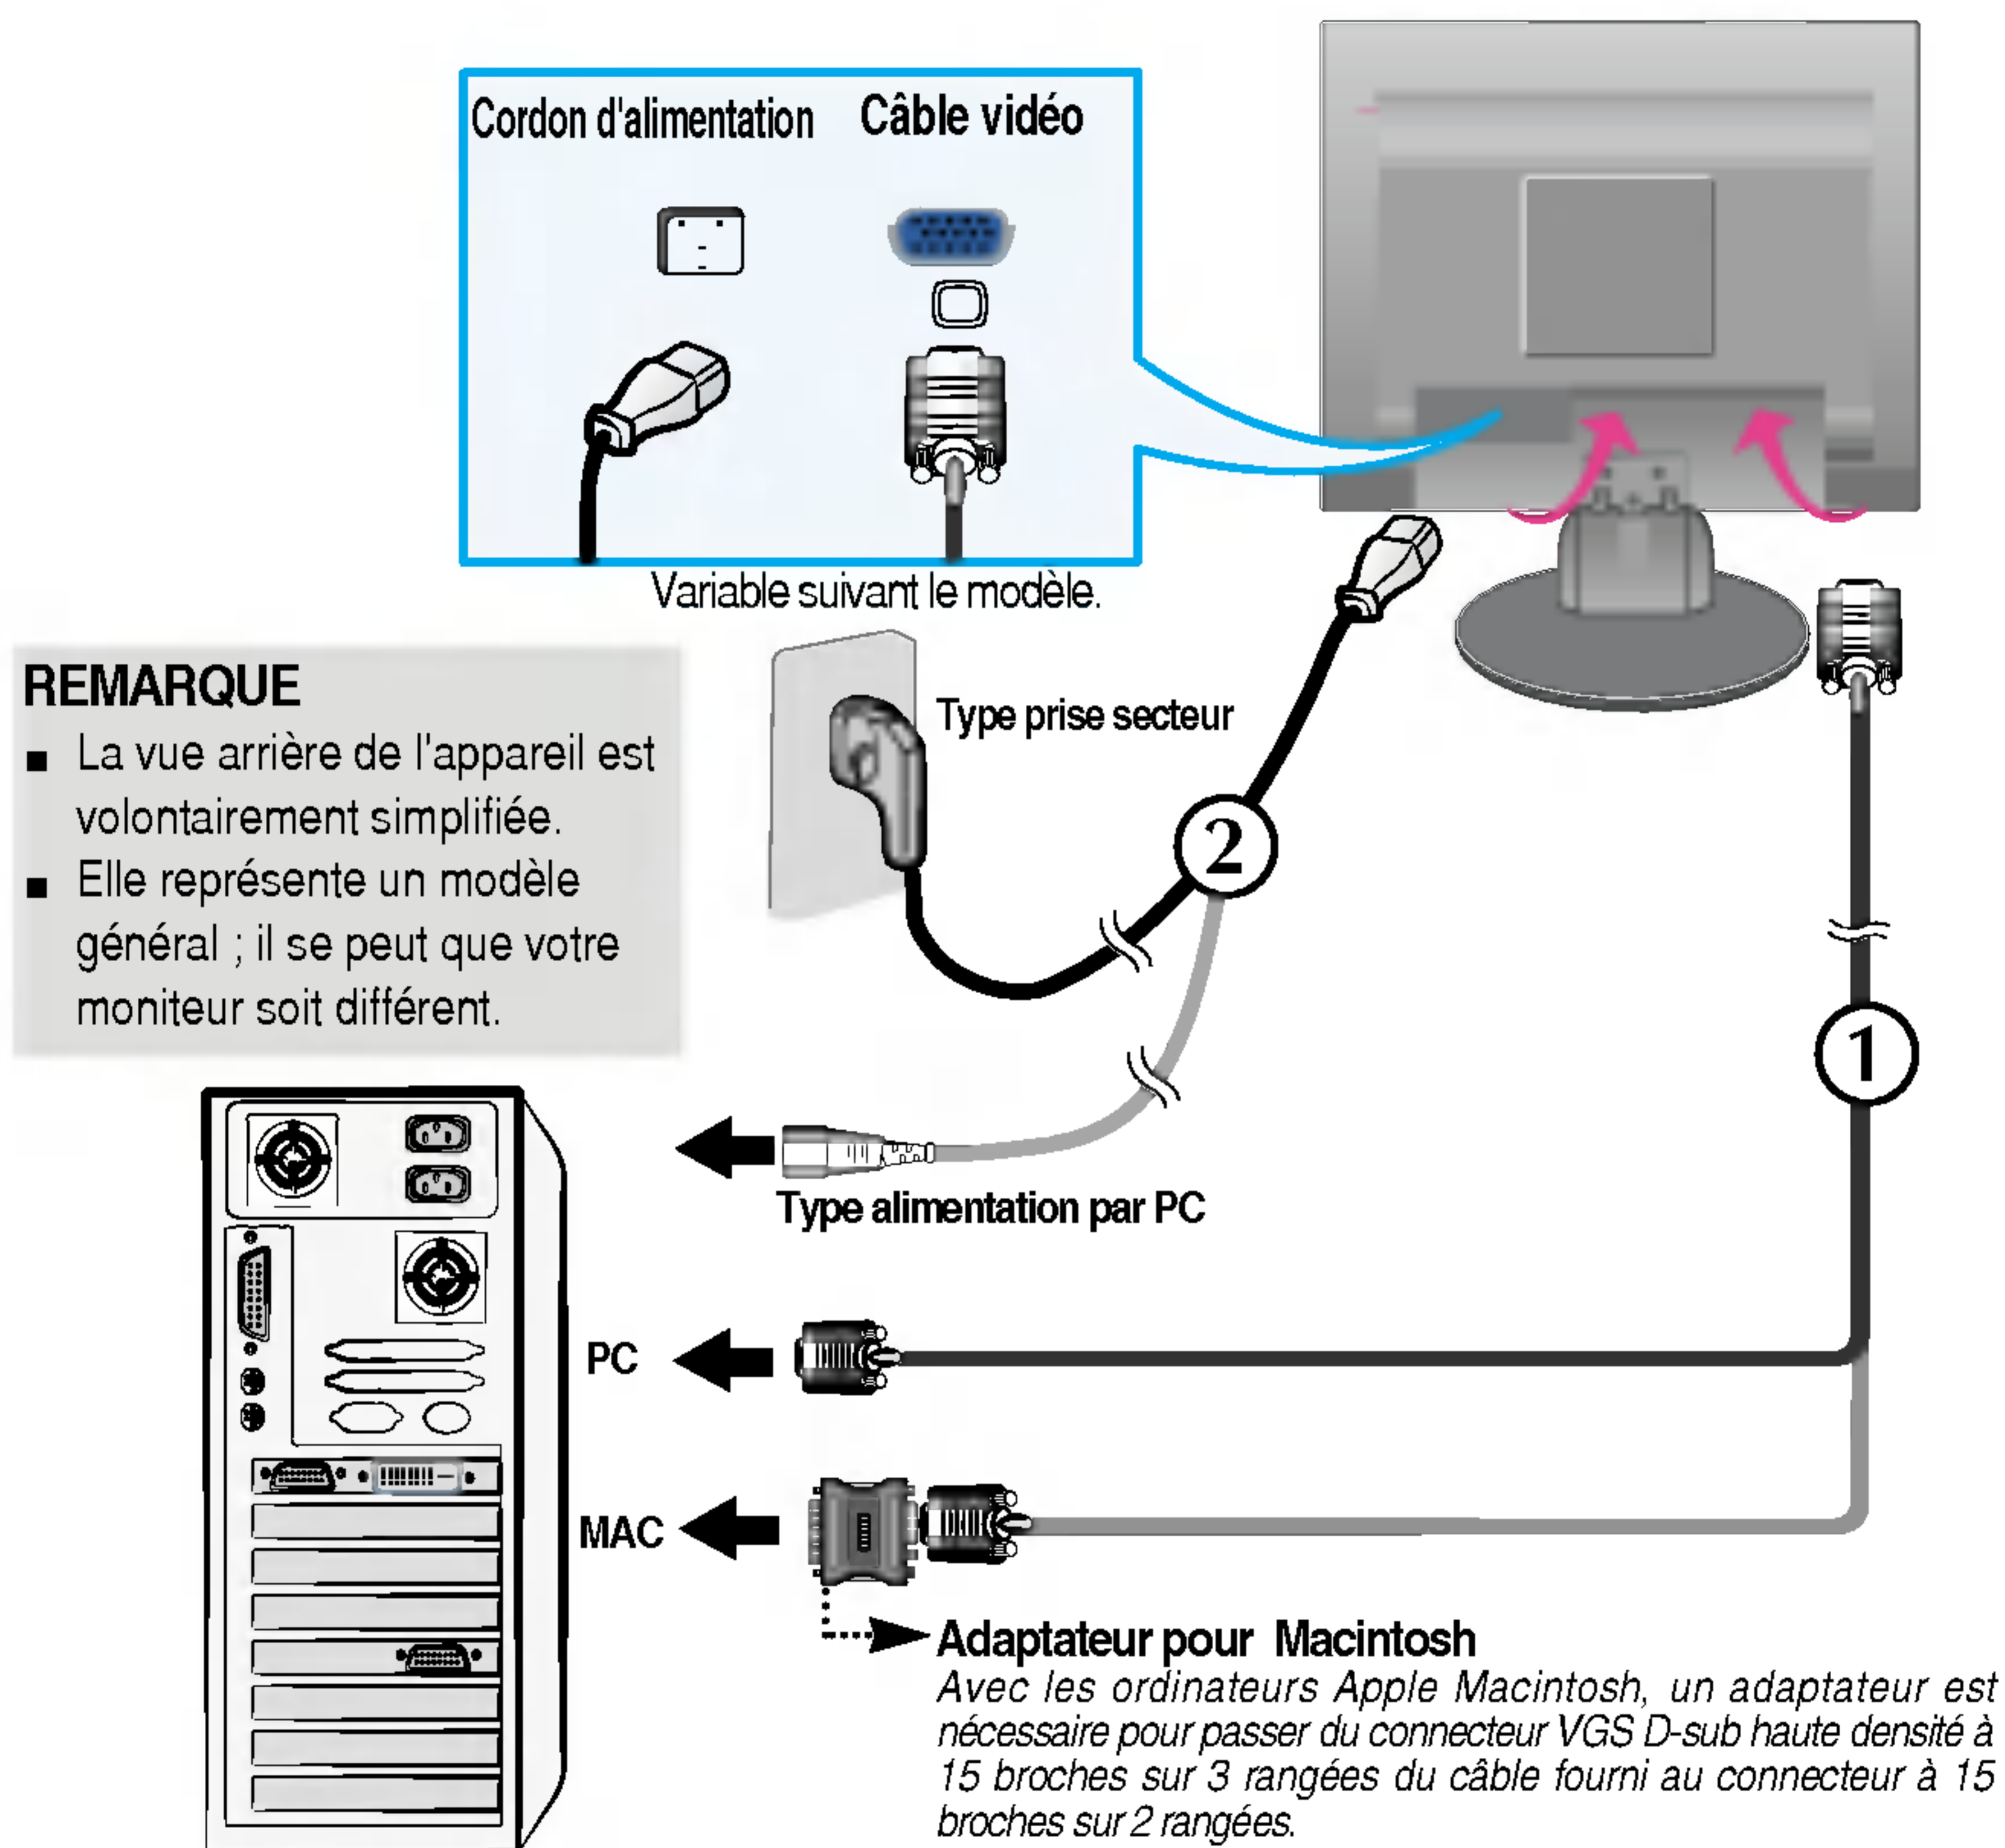 Cordon d'alimentation
Câble vidéo
Variable suivant le modèle.
REMARQUE
■ La vue arrière de l'appareil est
volontairement simplifiée.
■ Elle représente un modèle
général ; il se peut que votre
moniteur soit différent.
Type prise secteur
2
1
Type alimentation par PC
PC
MAC
Adaptateur pour Macintosh
Avec les ordinateurs Apple Macintosh, un adaptateur est
nécessaire pour passer du connecteur VGS D-sub haute densité à
15 broches sur 3 rangées du câble fourni au connecteur à 15
broches sur 2 rangées.